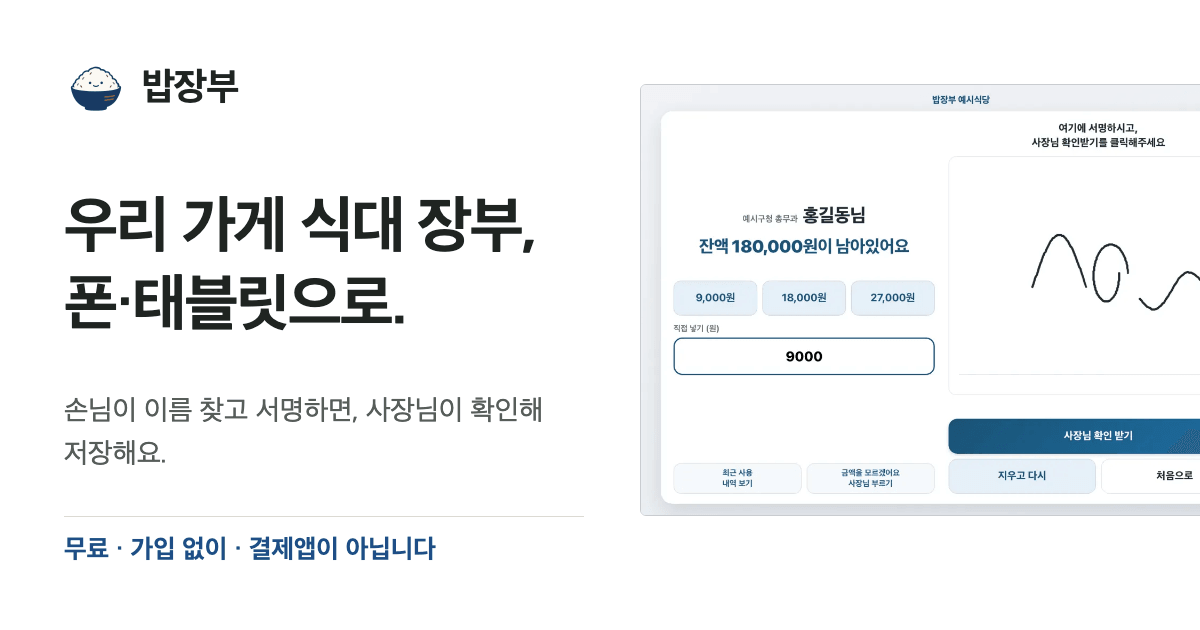 밥장부
우리 가게 식대 장부,
폰·태블릿으로.
손님이 이름 찾고 서명하면, 사장님이 확인해
저장해요.
무료 · 가입 없이 · 결제앱이 아닙니다
밥장부 예시식당
예시구청 총무과 홍길동님
잔액 180,000원이 남아있어요
9,000원 18,000원 27,000원
직접 넣기 (원)
9000
최근 사용
내역 보기
금액을 모르겠어요
사장님 부르기
여기에 서명하시고,
사장님 확인받기를 클릭해주세요
사장님 확인 받기
지우고 다시 처음으로